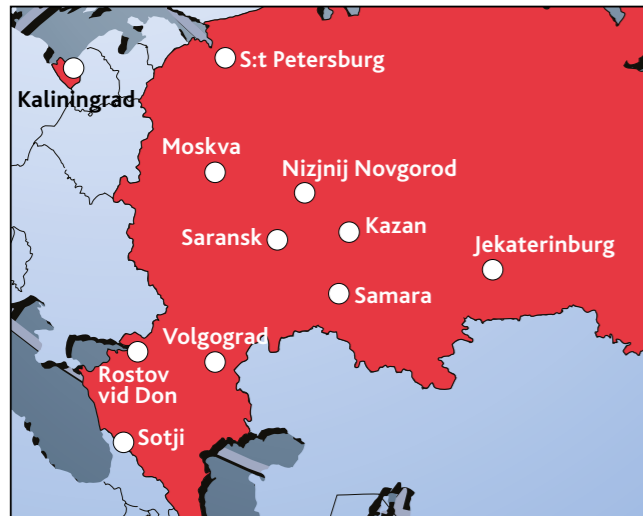 S:t Petersburg
Kaliningrad
Moskva
Nizjnij Novgorod
Saransk
Kazan
Jekaterinburg
Samara
Volgograd
Rostov
vid Don
Sotji